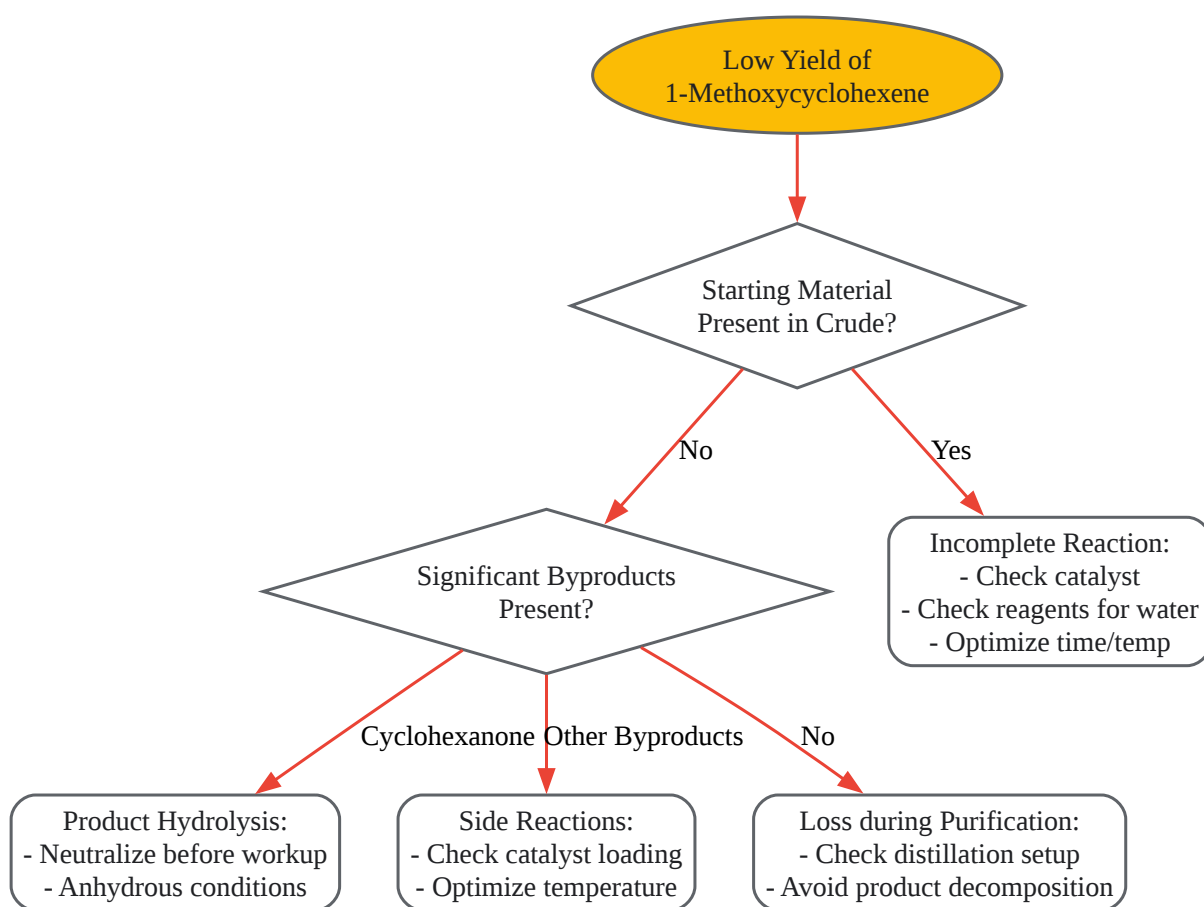 Low Yield of
1-Methoxycyclohexene
Starting Material
Present in Crude?
No
Yes
Significant Byproducts
Present?
Incomplete Reaction:
- Check catalyst
- Check reagents for water
- Optimize time/temp
Cyclohexanone
Other Byproducts
No
Product Hydrolysis:
- Neutralize before workup
- Anhydrous conditions
Side Reactions:
- Check catalyst loading
- Optimize temperature
Loss during Purification:
- Check distillation setup
- Avoid product decomposition